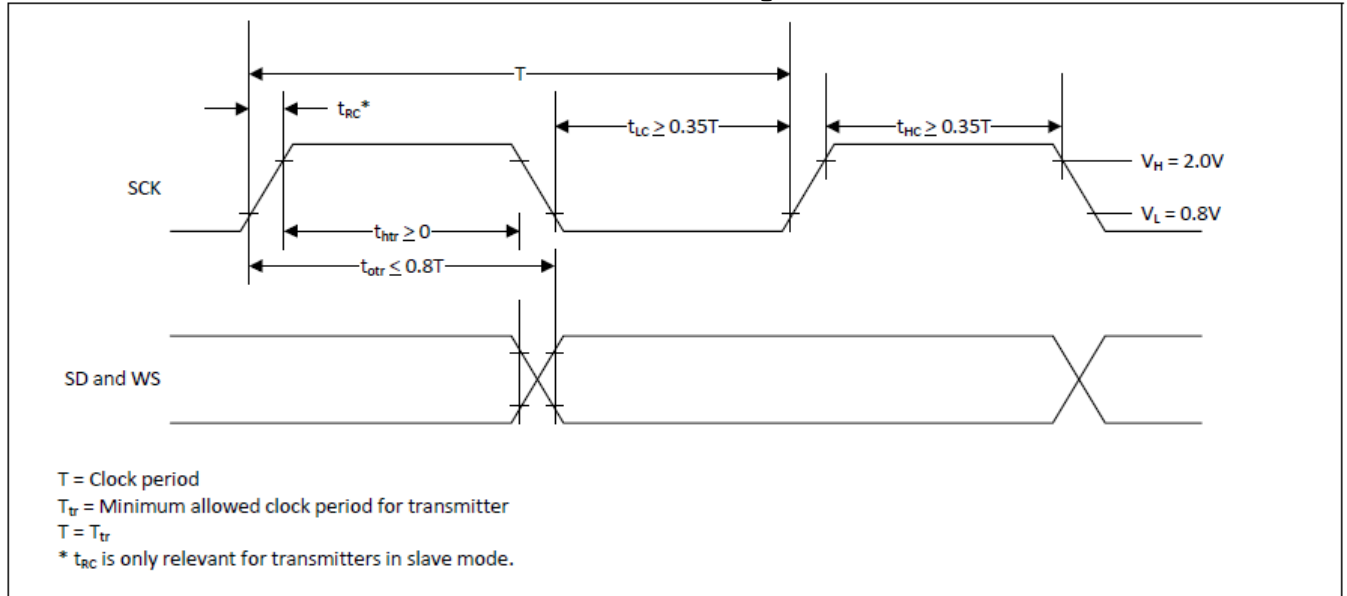 T
tRC*
tLC ≥ 0.35T
tHC ≥ 0.35T
VH = 2.0V
SCK
VL = 0.8V
thtr ≥ 0
totr ≤ 0.8T
SD and WS
T = Clock period
Ttr = Minimum allowed clock period for transmitter
T = Ttr
* tRC is only relevant for transmitters in slave mode.